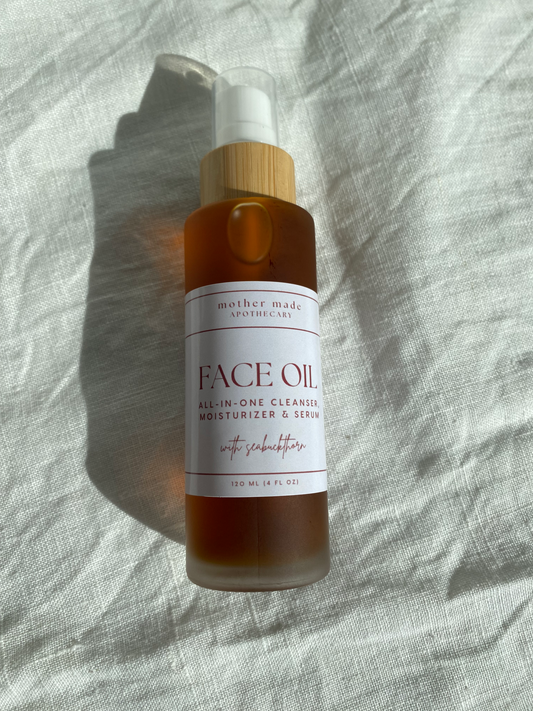 mother made
APOTHECARY
FACE OIL
ALL-IN-ONE CLEANSER,
MOISTURIZER & SERUM
with seabuckthorn
120 ML (4 FL OZ)